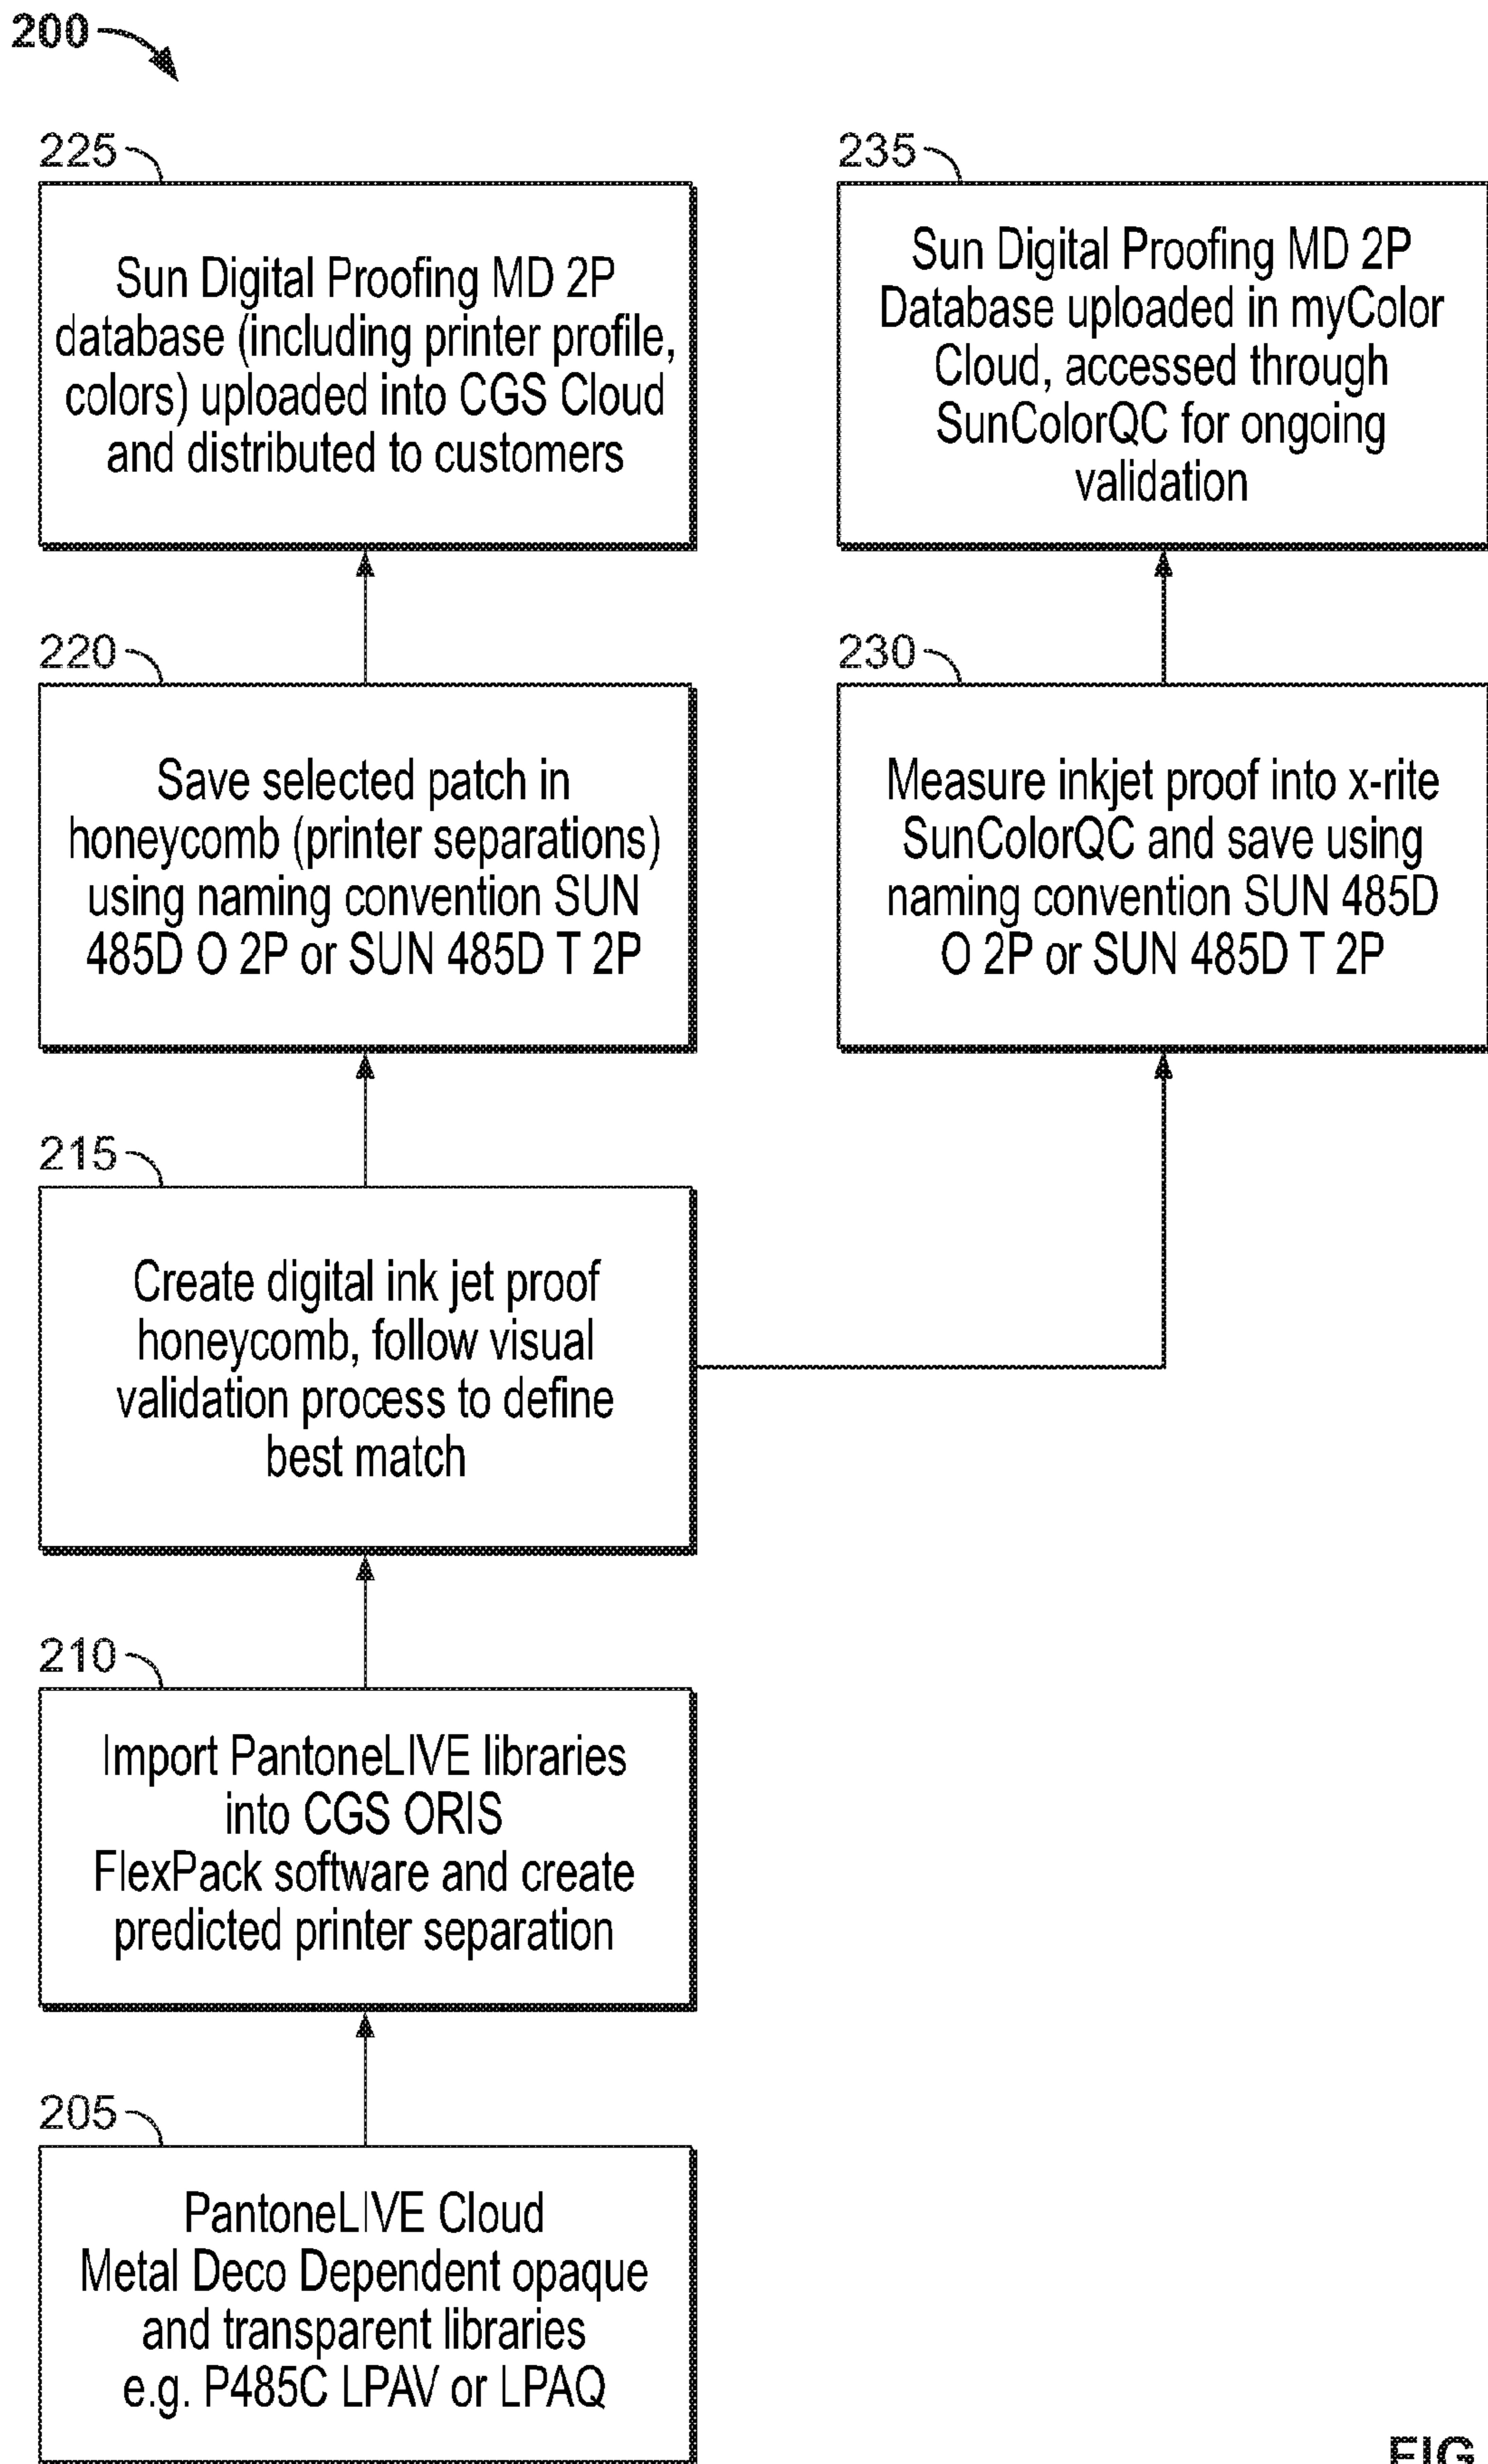 200
225
Sun Digital Proofing MD 2P
database (including printer profile,
colors) uploaded into CGS Cloud
and distributed to customers
235
Sun Digital Proofing MD 2P
Database uploaded in myColor
Cloud, accessed through
SunColorQC for ongoing
validation
220
Save selected patch in
honeycomb (printer separations)
using naming convention SUN
485D O 2P or SUN 485D T 2P
230
Measure inkjet proof into x-rite
SunColorQC and save using
naming convention SUN 485D
O 2P or SUN 485D T 2P
215
Create digital ink jet proof
honeycomb, follow visual
validation process to define
best match
210
Import PantoneLIVE libraries
into CGS ORIS
FlexPack software and create
predicted printer separation
205
PantoneLIVE Cloud
Metal Deco Dependent opaque
and transparent libraries
e.g. P485C LPAV or LPAQ
FIG